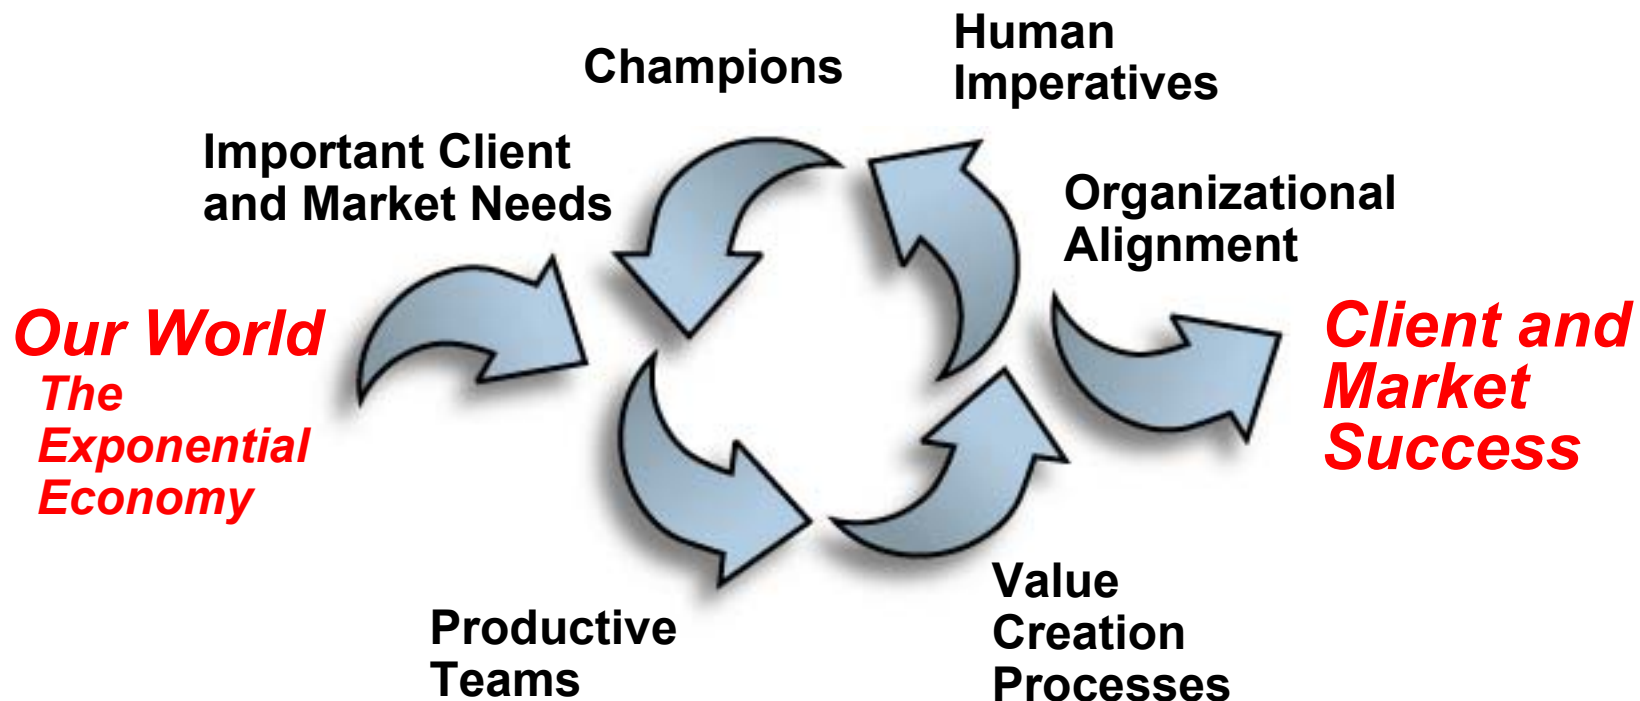 Champions
Human
Imperatives
Important Client
and Market Needs
Organizational
Alignment
Our World
The
Exponential
Economy
Client and
Market
Success
Productive
Teams
Value
Creation
Processes